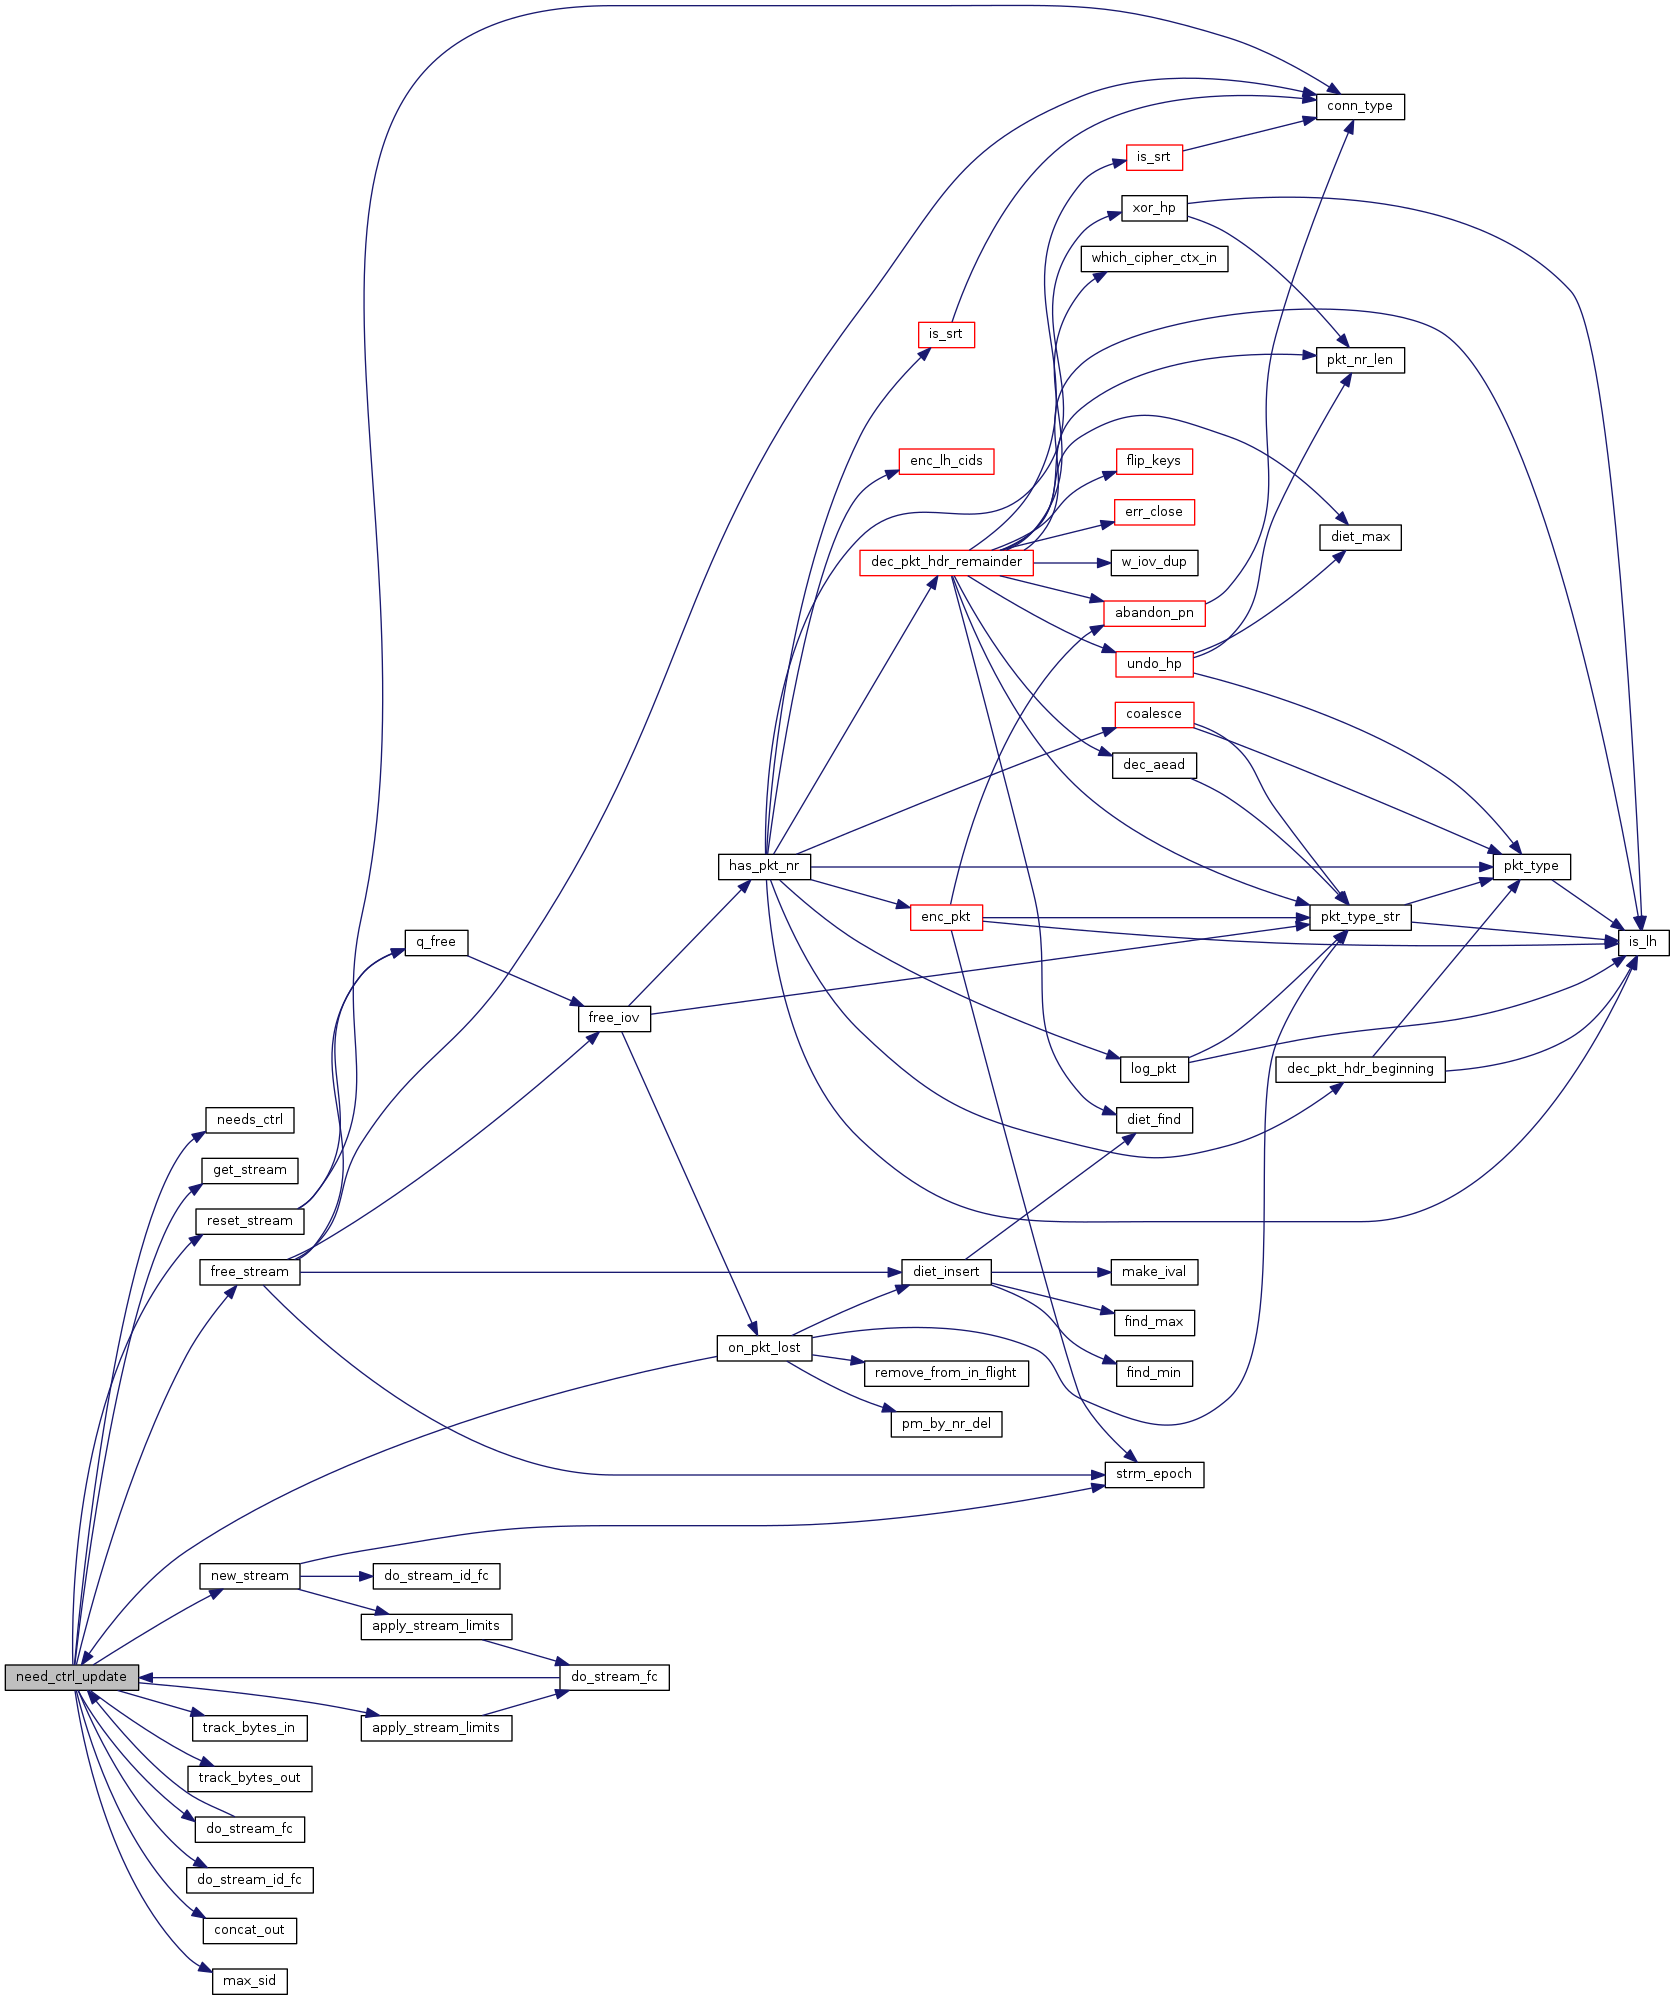 conn_type
is_srt
xor_hp
which_cipher_ctx_in
is_srt
pkt_nr_len
enc_lh_cids
flip_keys
err_close
diet_max
dec_pkt_hdr_remainder
w_iov_dup
abandon_pn
undo_hp
coalesce
dec_aead
has_pkt_nr
pkt_type
enc_pkt
pkt_type_str
q_free
is_lh
free_iov
log_pkt
dec_pkt_hdr_beginning
needs_ctrl
diet_find
get_stream
reset_stream
free_stream
diet_insert
make_ival
find_max
on_pkt_lost
remove_from_in_flight
find_min
pm_by_nr_del
strm_epoch
new_stream
do_stream_id_fc
apply_stream_limits
need_ctrl_update
do_stream_fc
track_bytes_in
apply_stream_limits
track_bytes_out
do_stream_fc
do_stream_id_fc
concat_out
max_sid